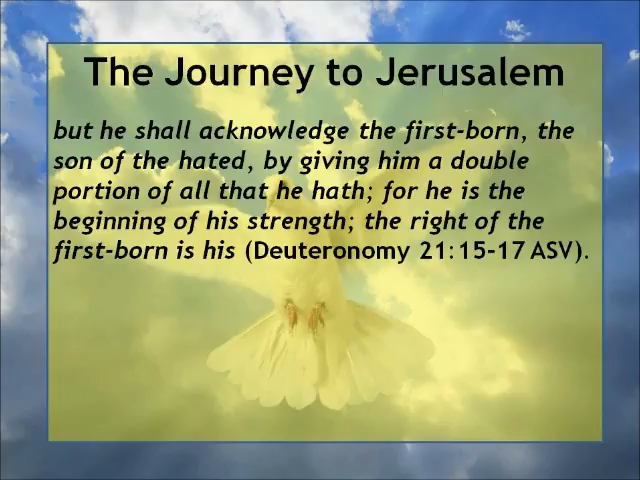 The Journey to Jerusalem
but he shall acknowledge the first-born, the
son of the hated, by giving him a double
portion of all that he hath; for he is the
beginning of his strength; the right of the
first-born is his (Deuteronomy 21:15-17 ASV).